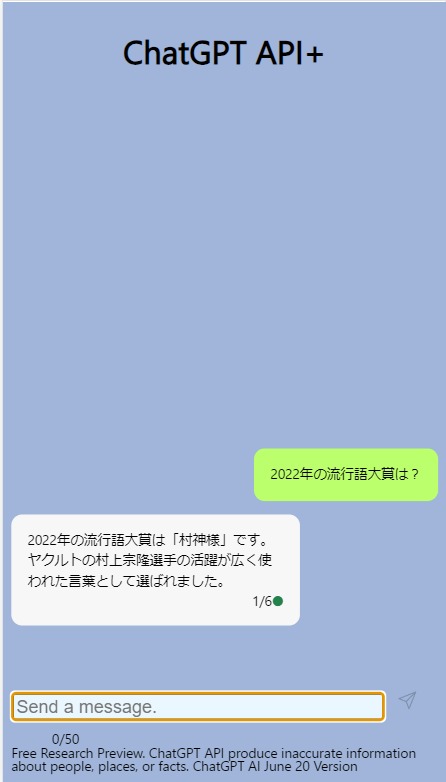 ChatGPT API+
2022年の流行語大賞は？
2022年の流行語大賞は「村神様」です。
ヤクルトの村上宗隆選手の活躍が広く使
われた言葉として選ばれました。
1/6
Send a message.
0/50
Free Research Preview. ChatGPT API produce inaccurate information
about people, places, or facts. ChatGPT AI June 20 Version